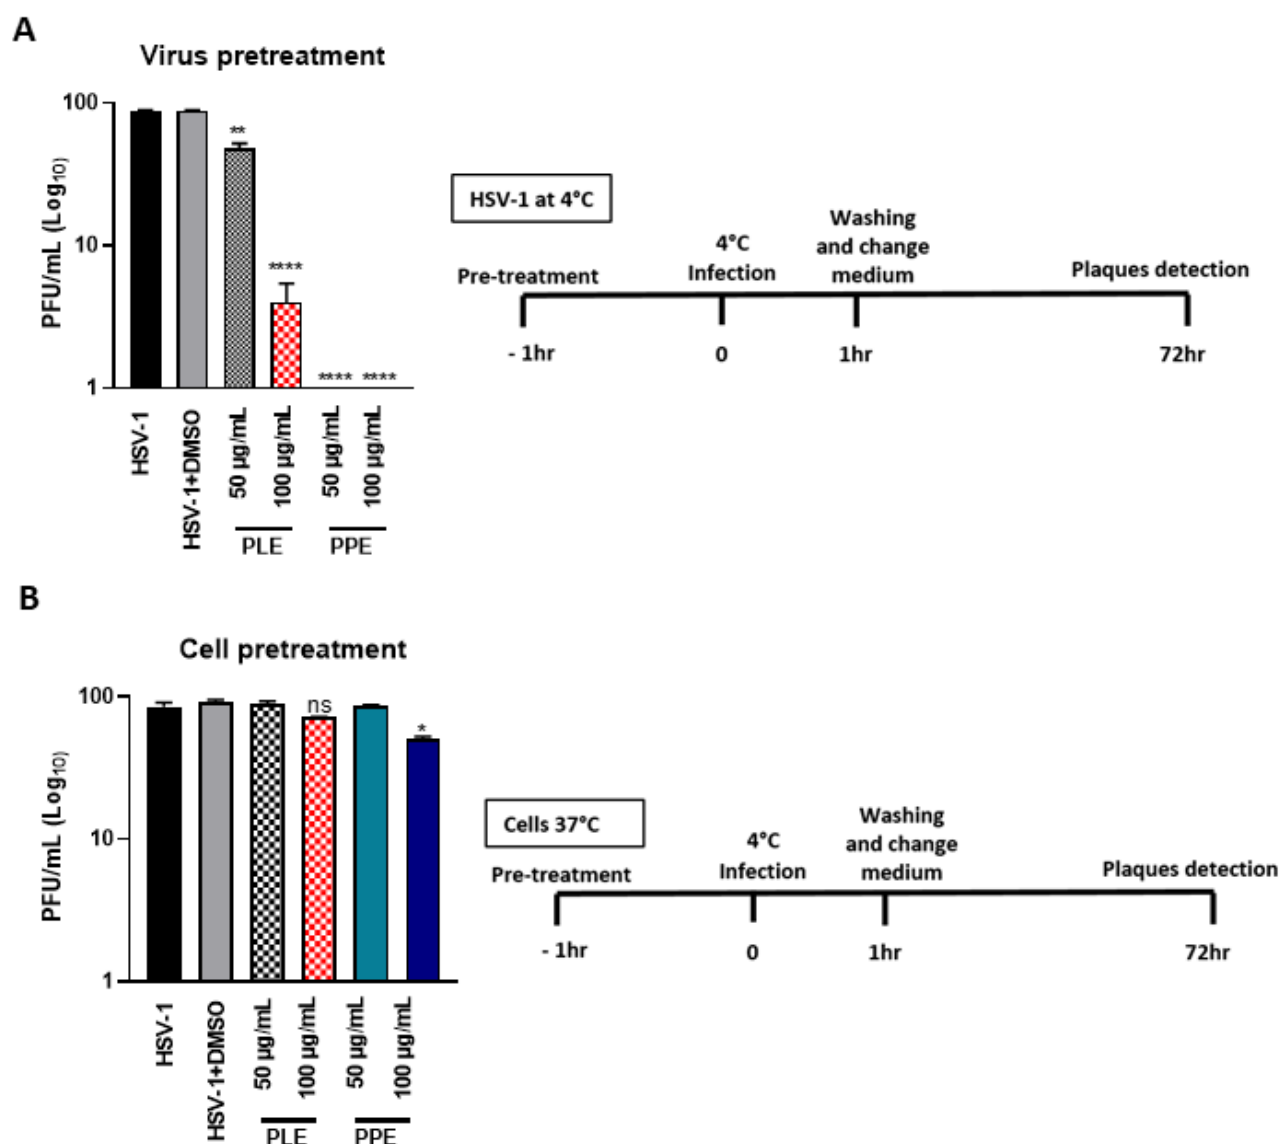 A
Virus pretreatment
PFU/mL (Log10)
100
10
1
**
****
**** ****
HSV-1
HSV-1+DMSO
50 µg/mL
100 µg/mL
50 µg/mL
100 µg/mL
PLE
PPE
HSV-1 at 4°C
Pre-treatment
4°C
Infection
Washing
and change
medium
Plaques detection
- 1hr
0
1hr
72hr
B
Cell pretreatment
PFU/mL (Log10)
100
10
1
ns
*
HSV-1
HSV-1+DMSO
50 µg/mL
100 µg/mL
50 µg/mL
100 µg/mL
PLE
PPE
Cells 37°C
Pre-treatment
4°C
Infection
Washing
and change
medium
Plaques detection
- 1hr
0
1hr
72hr